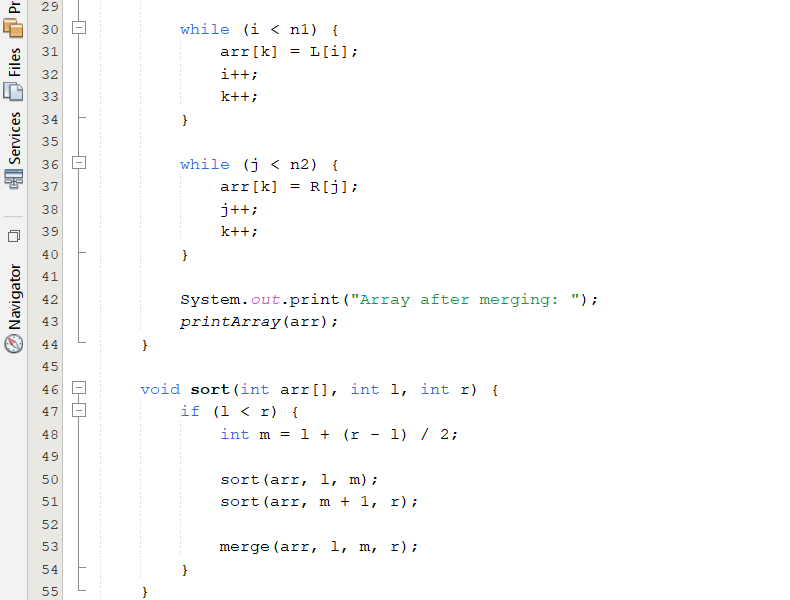 Pr
Files
Services
Navigator
29
30 while (i < n1) {
31 arr[k] = L[i];
32 i++;
33 k++;
34 }
35
36 while (j < n2) {
37 arr[k] = R[j];
38 j++;
39 k++;
40 }
41
42 System.out.print("Array after merging: ");
43 printArray(arr);
44 }
45
46 void sort(int arr[], int l, int r) {
47 if (l < r) {
48 int m = l + (r - l) / 2;
49
50 sort(arr, l, m);
51 sort(arr, m + 1, r);
52
53 merge(arr, l, m, r);
54 }
55 }